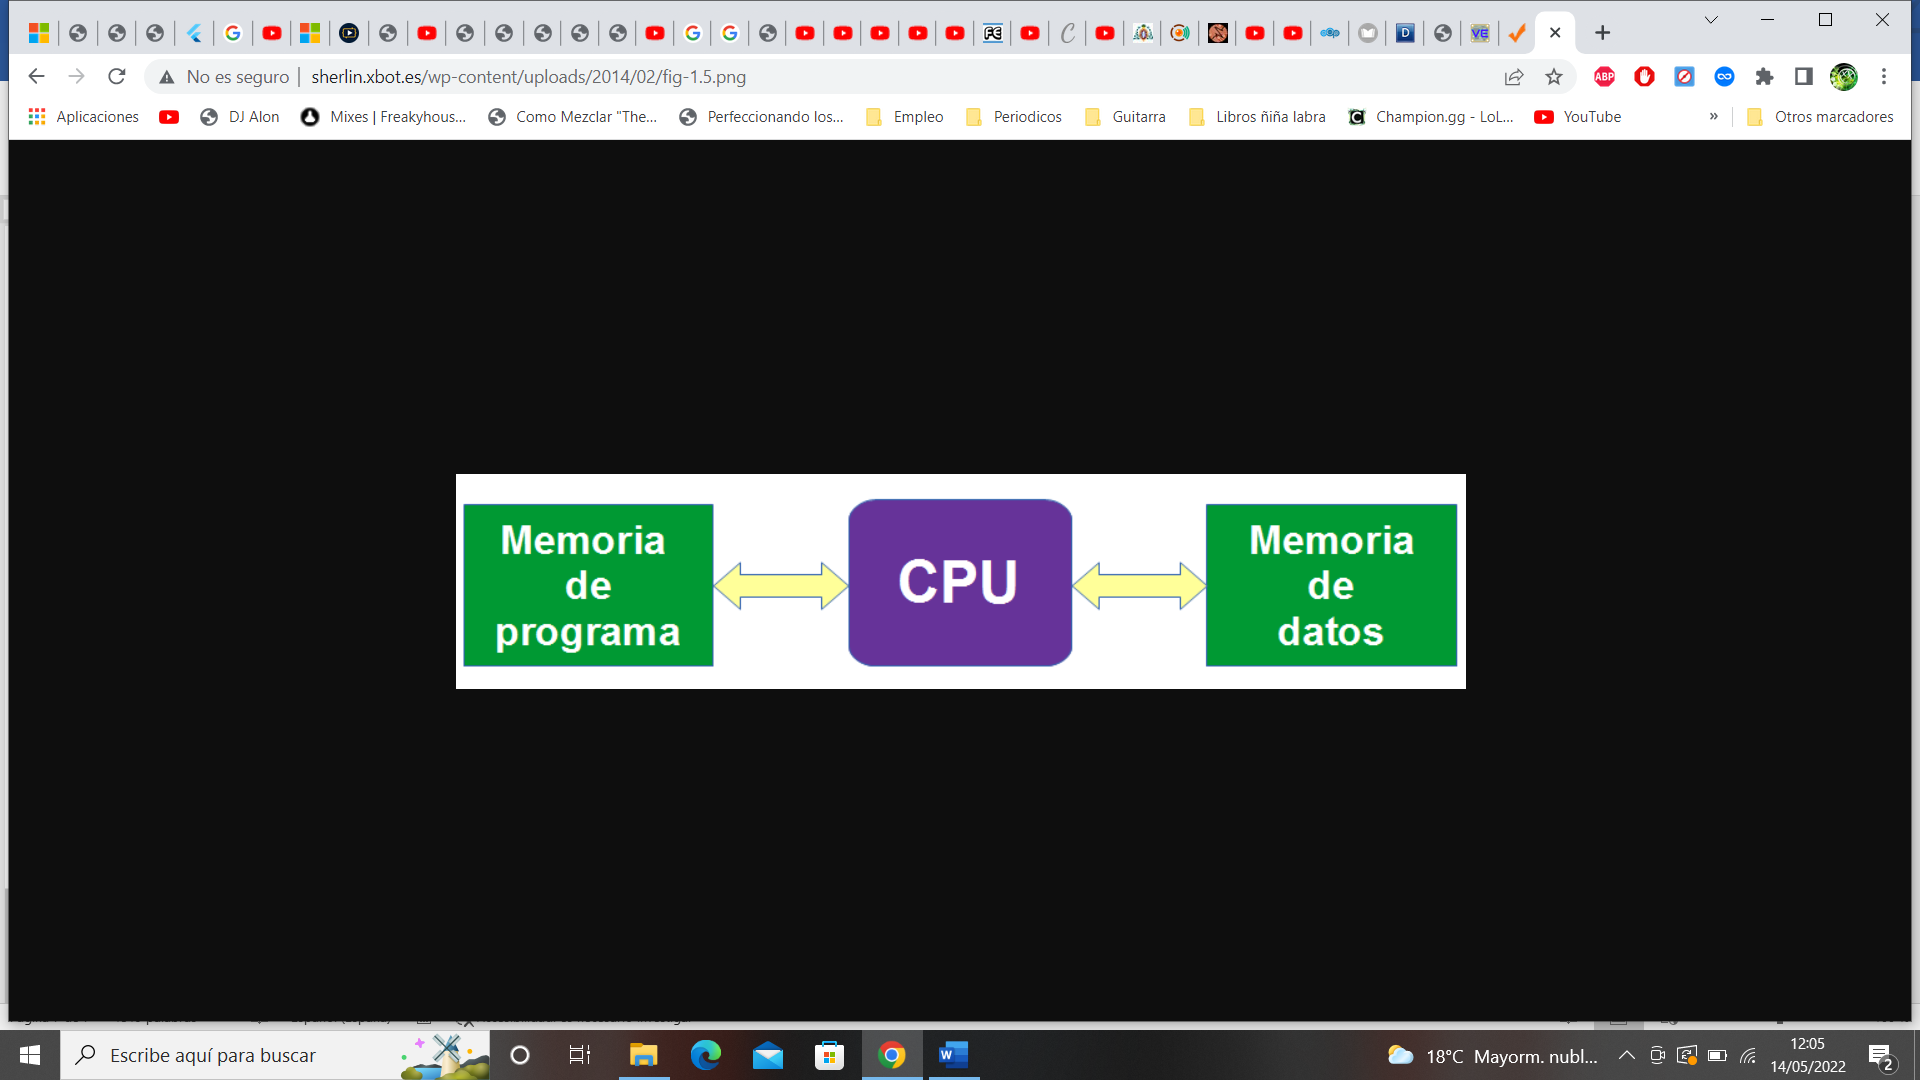 No es seguro
sherlin.xbot.es/wp-content/uploads/2014/02/fig-1.5.png
ABP
Aplicaciones
DJ Alon
Mixes | Freakyhous...
Como Mezclar "The...
Perfeccionando los...
Empleo
Periodicos
Guitarra
Libros ñiña labra
Champion.gg - LoL...
YouTube
»
Otros marcadores
Memoria
de
programa
CPU
Memoria
de
datos
Escribe aquí para buscar
18°C Mayorm. nubl...
12:05
14/05/2022
2